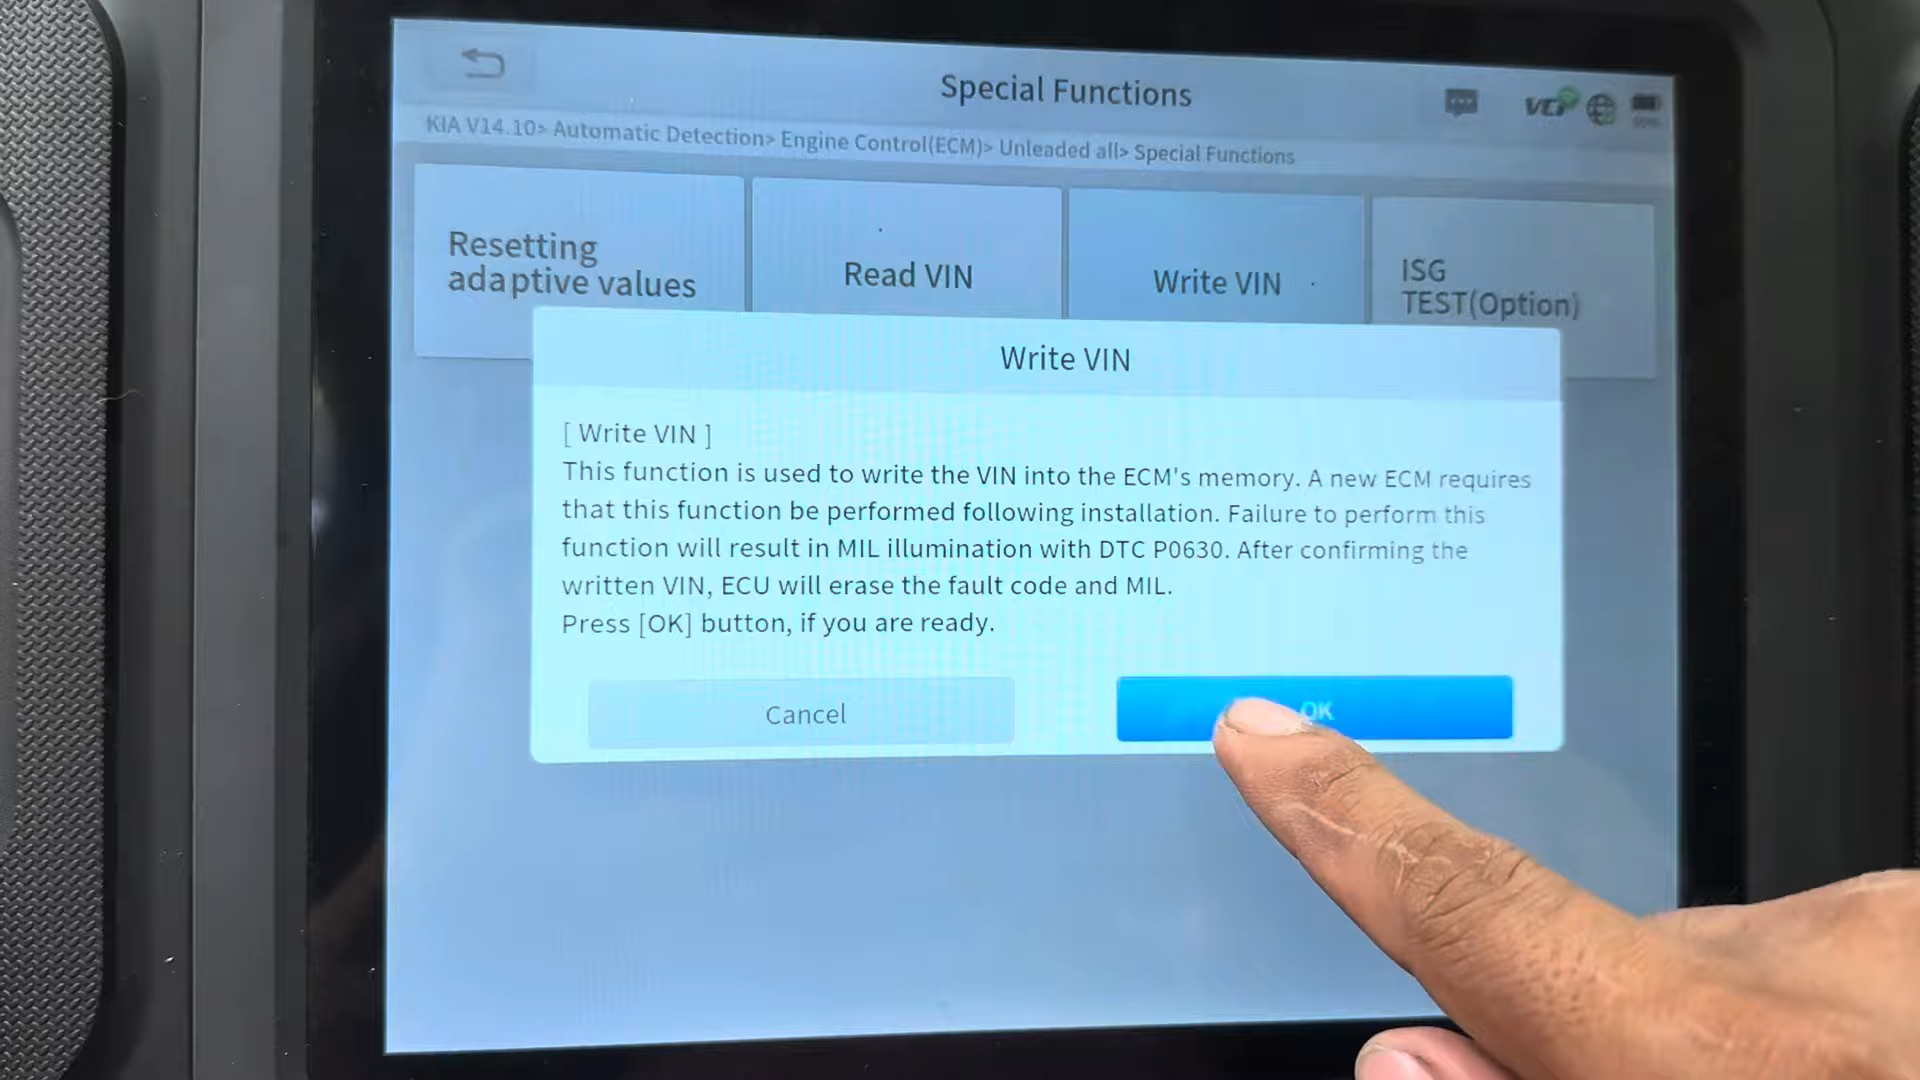 Special Functions
VCI
KIA V14.10> Automatic Detection> Engine Control(ECM)> Unleaded all> Special Functions
Resetting
adaptive values
Read VIN
Write VIN
ISG
TEST(Option)
Write VIN
[ Write VIN ]
This function is used to write the VIN into the ECM's memory. A new ECM requires
that this function be performed following installation. Failure to perform this
function will result in MIL illumination with DTC P0630. After confirming the
written VIN, ECU will erase the fault code and MIL.
Press [OK] button, if you are ready.
Cancel
OK